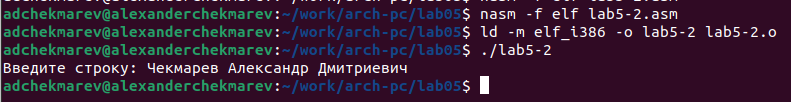 adchekmarev@alexanderchekmarev:~/work/arch-pc/lab05$ nasm -f elf lab5-2.asm
adchekmarev@alexanderchekmarev:~/work/arch-pc/lab05$ ld -m elf_i386 -o lab5-2 lab5-2.o
adchekmarev@alexanderchekmarev:~/work/arch-pc/lab05$ ./lab5-2
Введите строку: Чекмарев Александр Дмитриевич
adchekmarev@alexanderchekmarev:~/work/arch-pc/lab05$